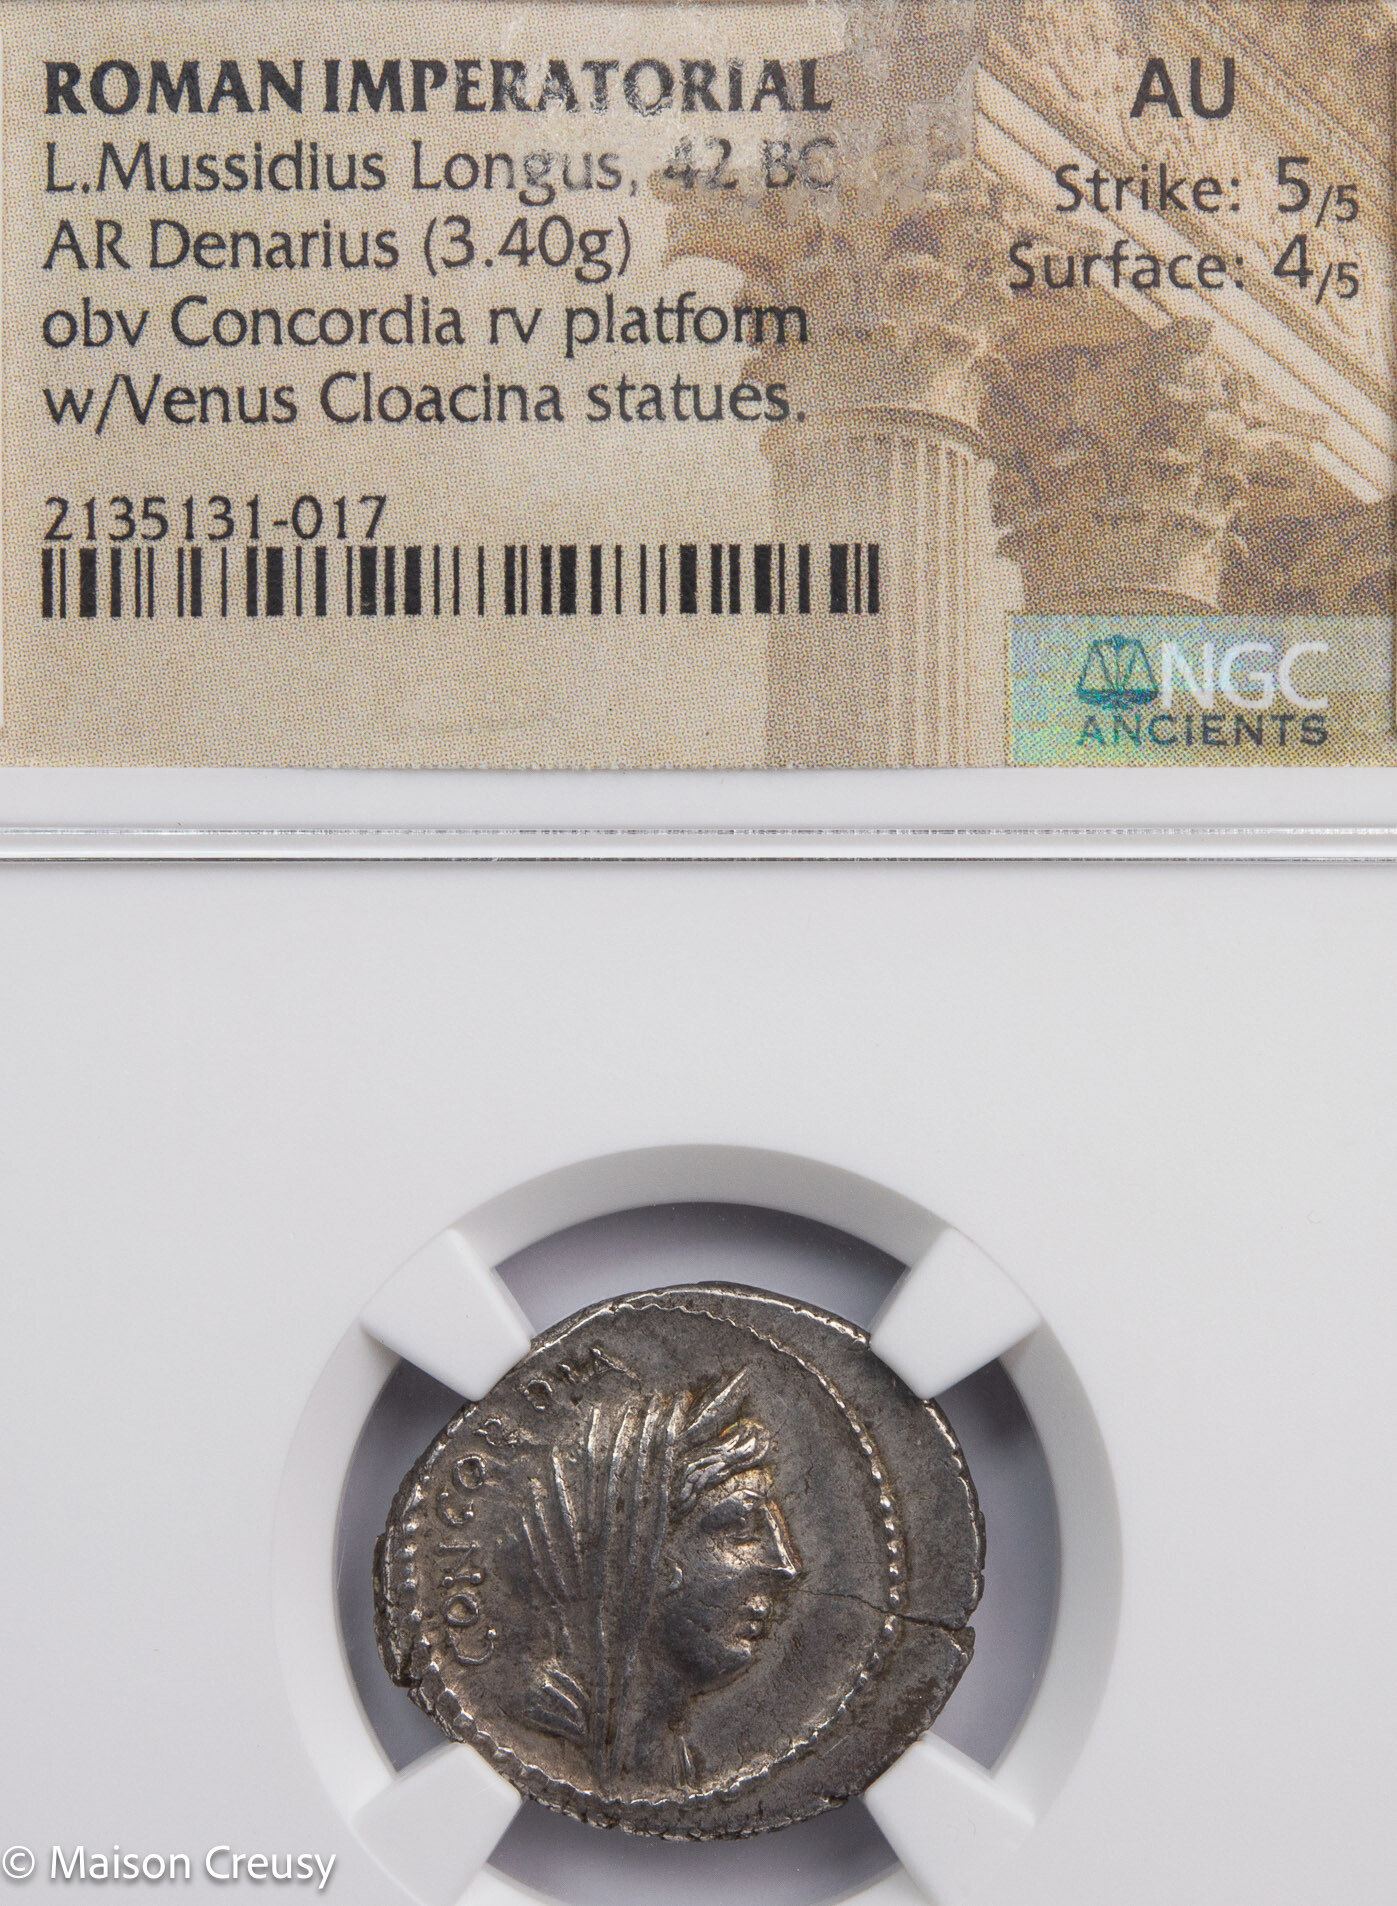 ROMAN IMPERATORIAL
L.Mussidius Longus, 42 BC
AR Denarius (3.40g)
obv Concordia rv platform
w/Venus Cloacina statues.
2135131-017
AU
Strike: 5/5
Surface: 4/5
NGC
ANCIENTS
CONCORDIA
© Maison Creusy